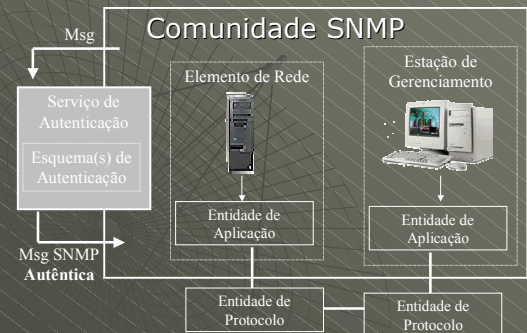 Comunidade SNMP
Msg
Serviço de
Autenticação
Esquema(s) de
Autenticação
Msg SNMP
Autêntica
Elemento de Rede
Entidade de
Aplicação
Entidade de
Protocolo
Estação de
Gerenciamento
Entidade de
Aplicação
Entidade de
Protocolo